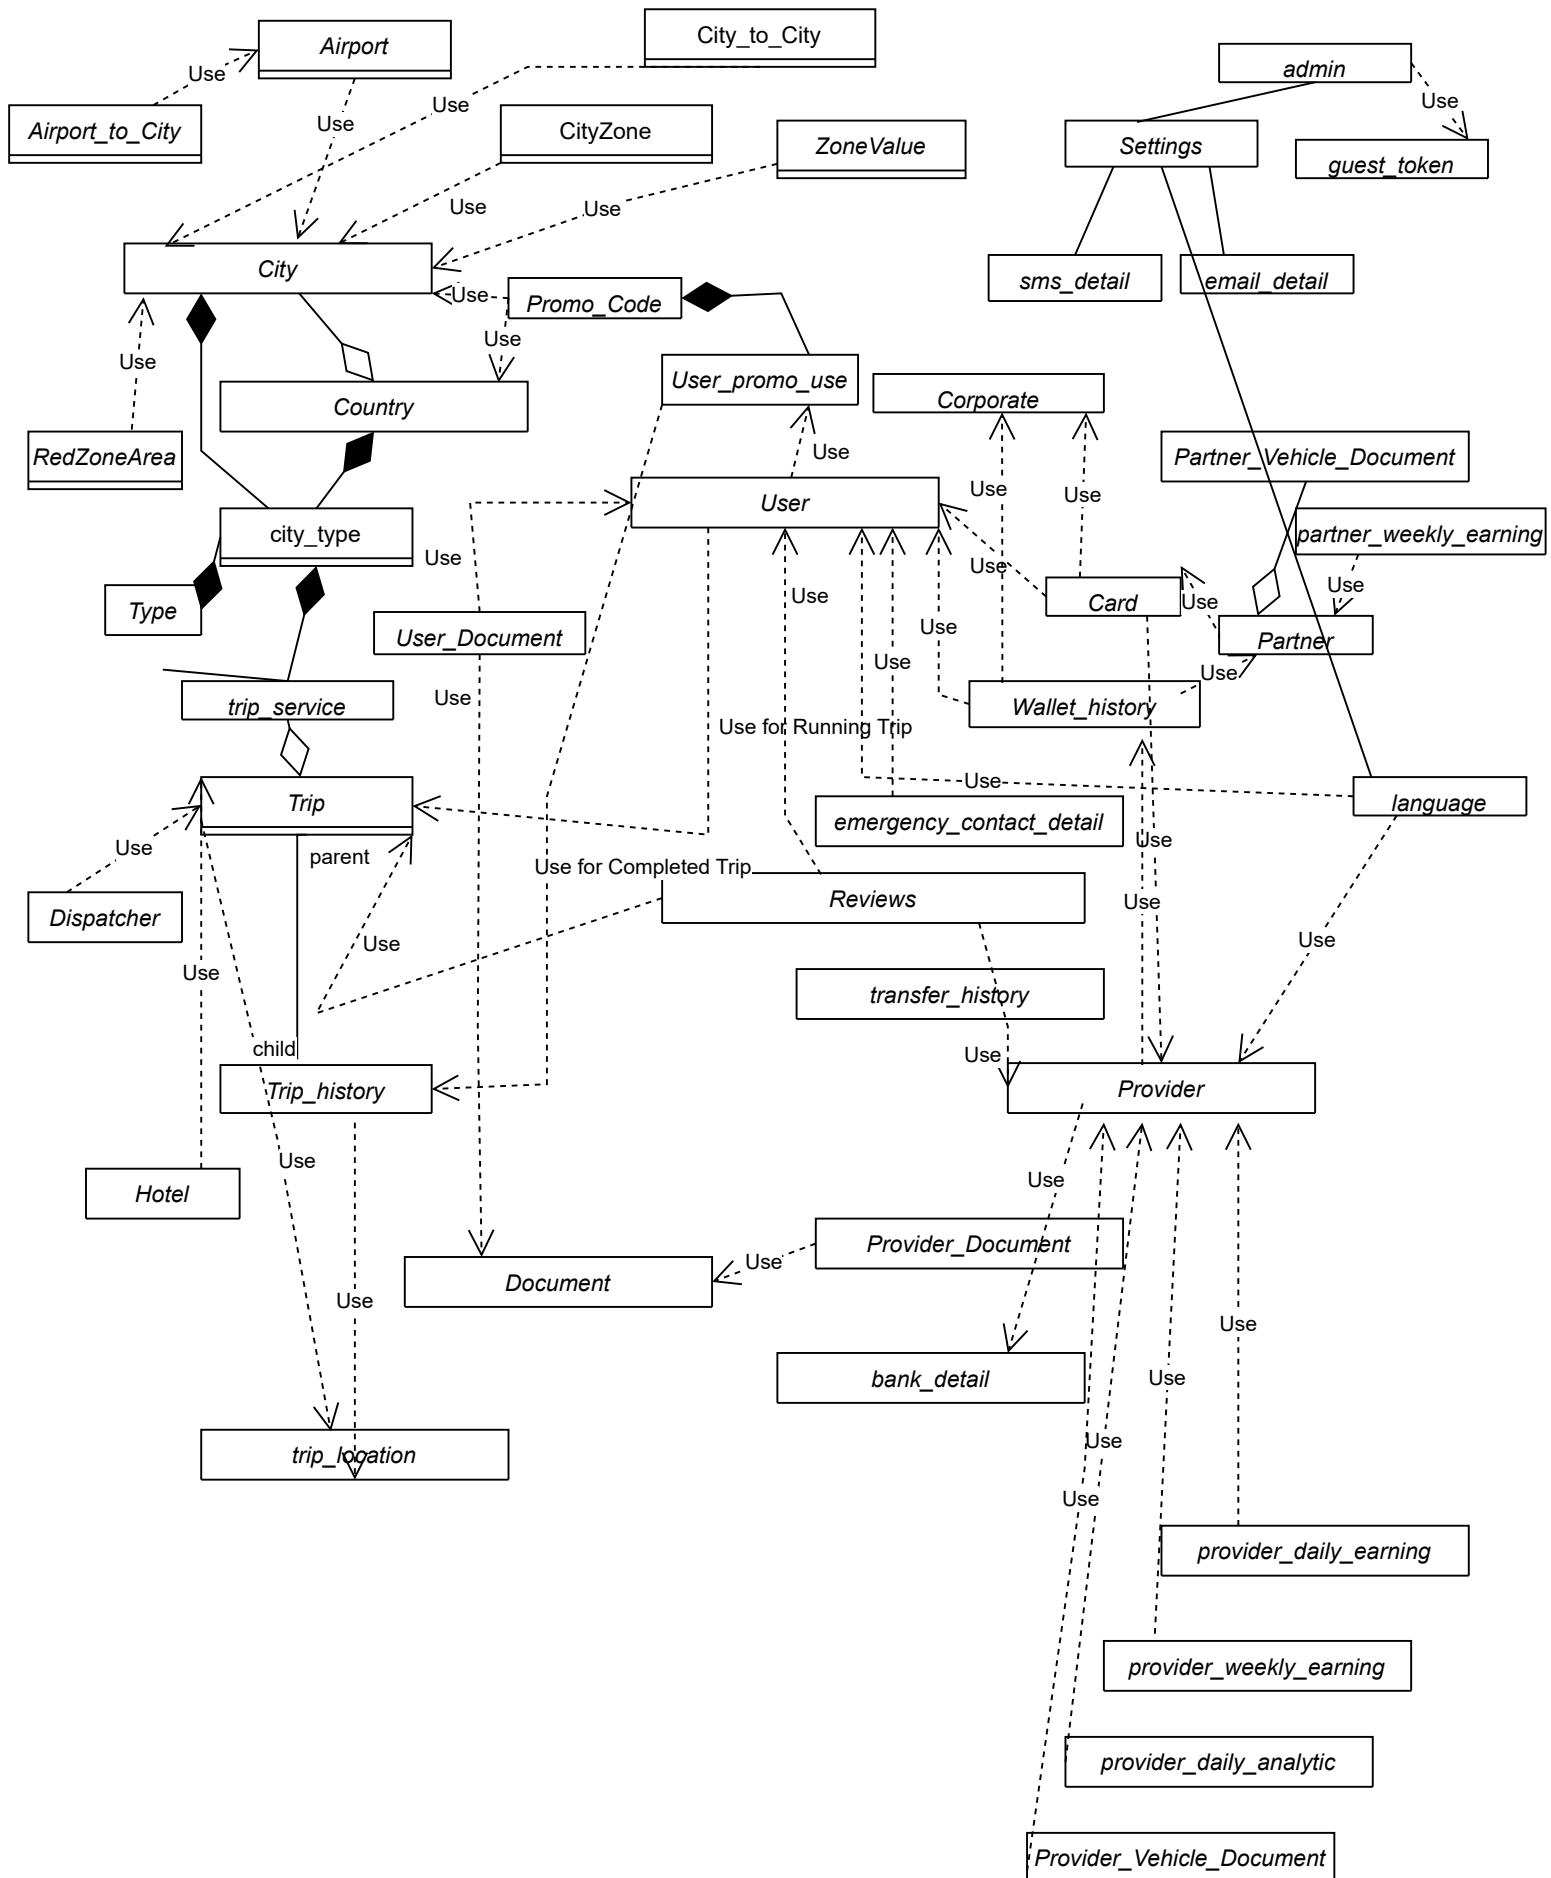 City_to_City
Airport
admin
Use
Use
Use
Airport_to_City
Use
CityZone
ZoneValue
Settings
guest_token
Use
Use
City
sms_detail
email_detail
Use
Promo_Code
Use
Use
User_promo_use
Country
Corporate
Use
RedZoneArea
Partner_Vehicle_Document
Use
Use
User
city_type
partner_weekly_earning
Use
Use
Use
Use
Type
Use
Card
Use
User_Document
Use
Partner
Use
Use
Use
trip_service
Wallet_history
Use for Running Trip
Use
Trip
language
emergency_contact_detail
Use
Use
parent
Use for Completed Trip
Reviews
Use
Dispatcher
Use
Use
Use
transfer_history
child
Use
Trip_history
Provider
Use
Use
Hotel
Provider_Document
Use
Document
Use
Use
bank_detail
Use
Use
trip_location
Use
provider_daily_earning
provider_weekly_earning
provider_daily_analytic
Provider_Vehicle_Document